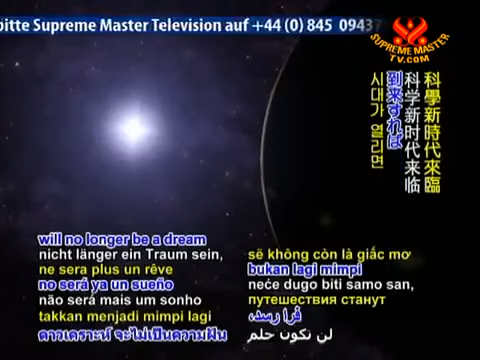 bitte Supreme Master Television auf +44 (0) 845 09437
SUPREME MASTER
TV.COM
科學新時代來臨
科学新时代来临
到来すれば
시대가 열리면
will no longer be a dream
nicht länger ein Traum sein,
ne sera plus un rêve
no será ya un sueño
não será mais um sonho
takkan menjadi mimpi lagi
ดาวเคราะห์ จะไม่เป็นความฝัน
sẽ không còn là giấc mơ
bukan lagi mimpi
neće dugo biti samo san,
путешествия станут
فرا رسد،
لن تكون حلم